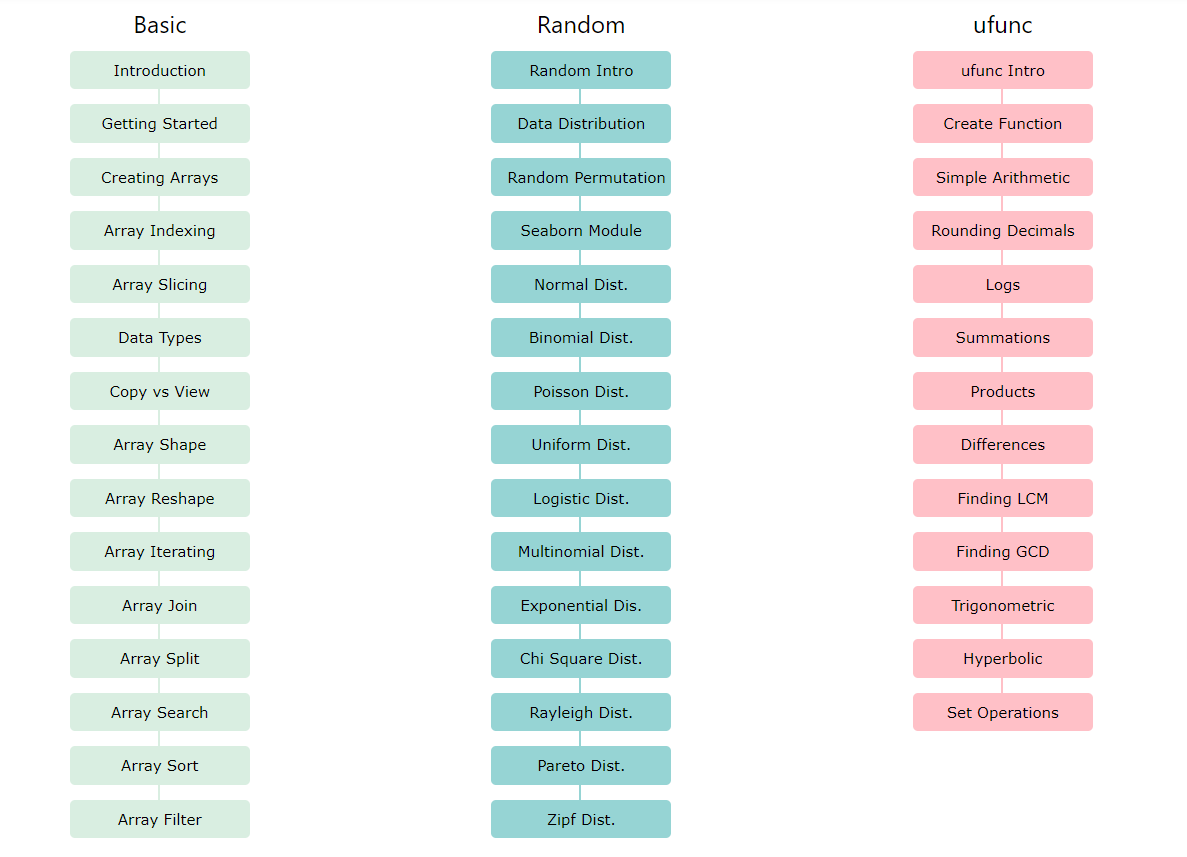 Basic
Introduction
Getting Started
Creating Arrays
Array Indexing
Array Slicing
Data Types
Copy vs View
Array Shape
Array Reshape
Array Iterating
Array Join
Array Split
Array Search
Array Sort
Array Filter
Random
Random Intro
Data Distribution
Random Permutation
Seaborn Module
Normal Dist.
Binomial Dist.
Poisson Dist.
Uniform Dist.
Logistic Dist.
Multinomial Dist.
Exponential Dis.
Chi Square Dist.
Rayleigh Dist.
Pareto Dist.
Zipf Dist.
ufunc
ufunc Intro
Create Function
Simple Arithmetic
Rounding Decimals
Logs
Summations
Products
Differences
Finding LCM
Finding GCD
Trigonometric
Hyperbolic
Set Operations